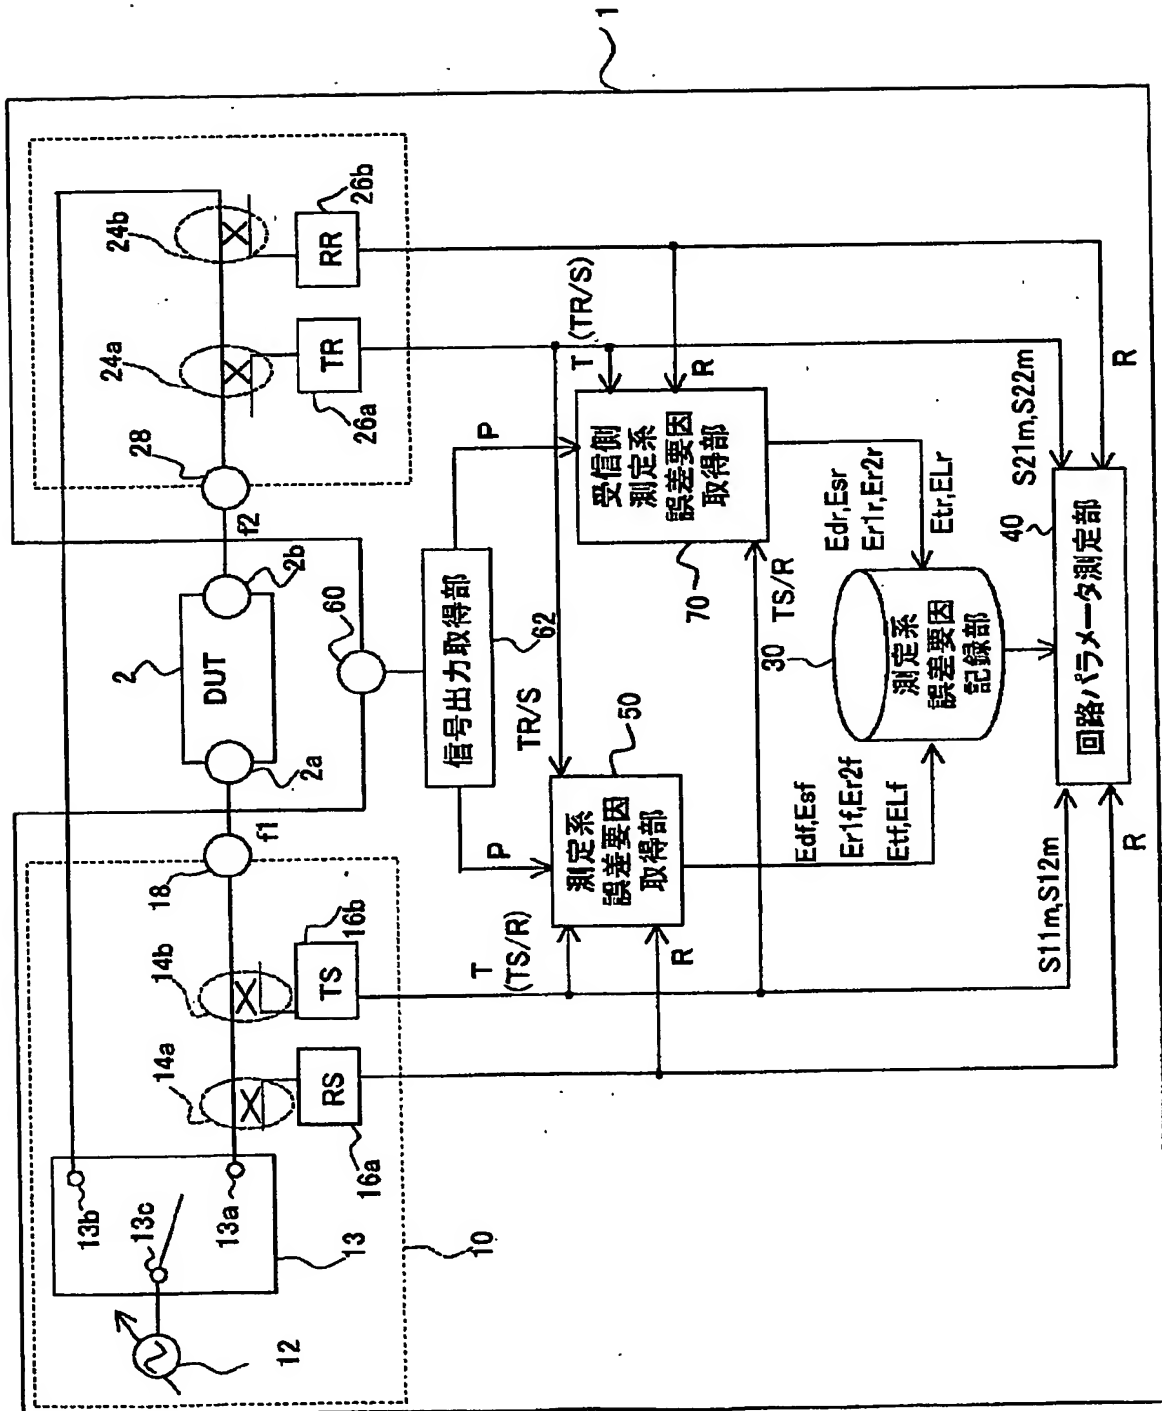 1
10
12
13
13b
13c
13a
14a
RS
16a
14b
TS
16b
18
f1
2
DUT
2a
2b
f2
28
24a
TR
26a
24b
RR
26b
60
信号出力取得部
62
P
P
TR/S
T
(TS/R)
R
測定系
誤差要因
取得部
50
T
(TR/S)
R
受信側
測定系
誤差要因
取得部
70
TS/R
Edf,Esf
Er1f,Er2f
Etf,ELf
Edr,Esr
Er1r,Er2r
Etr,ELr
30
測定系
誤差要因
記録部
S11m,S12m
R
S21m,S22m
R
40
回路パラメータ測定部